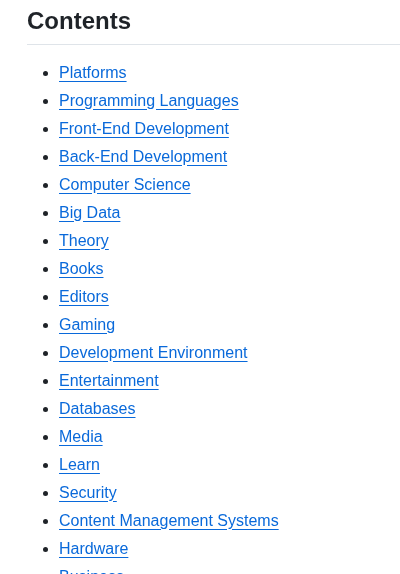 Contents
Platforms
Programming Languages
Front-End Development
Back-End Development
Computer Science
Big Data
Theory
Books
Editors
Gaming
Development Environment
Entertainment
Databases
Media
Learn
Security
Content Management Systems
Hardware
Business